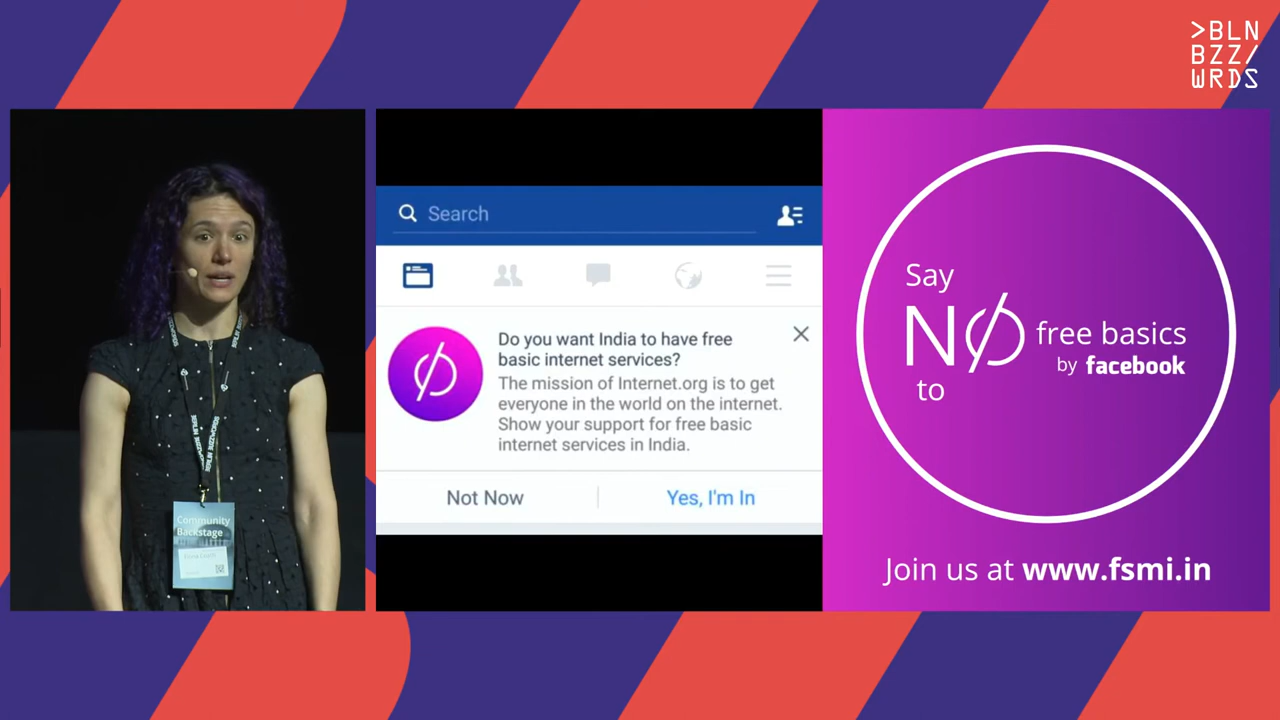 >BLN
BZZ/
WRDS
Search
Do you want India to have free
basic internet services?
The mission of Internet.org is to get
everyone in the world on the internet.
Show your support for free basic
internet services in India.
Not Now
Yes, I'm In
Say
NO free basics
by facebook
to
Join us at www.fsmi.in
Community
Backstage